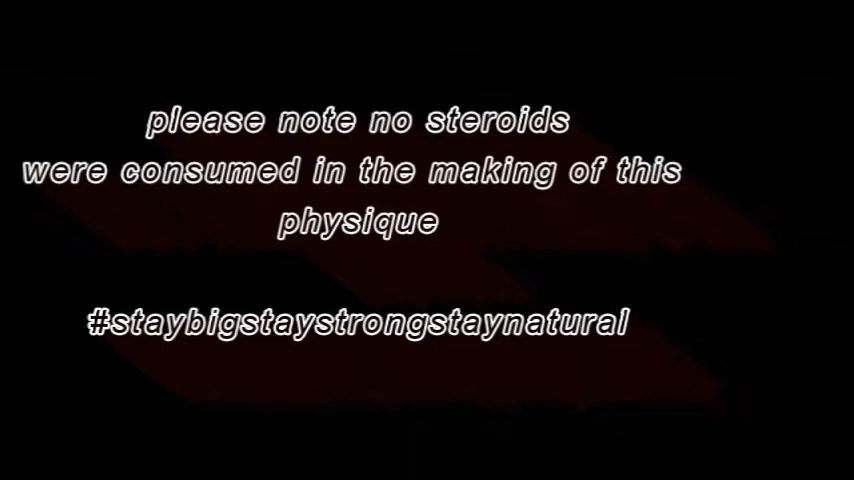 please note no steroids
were consumed in the making of this
physique
#staybigstaystrongstaynatural